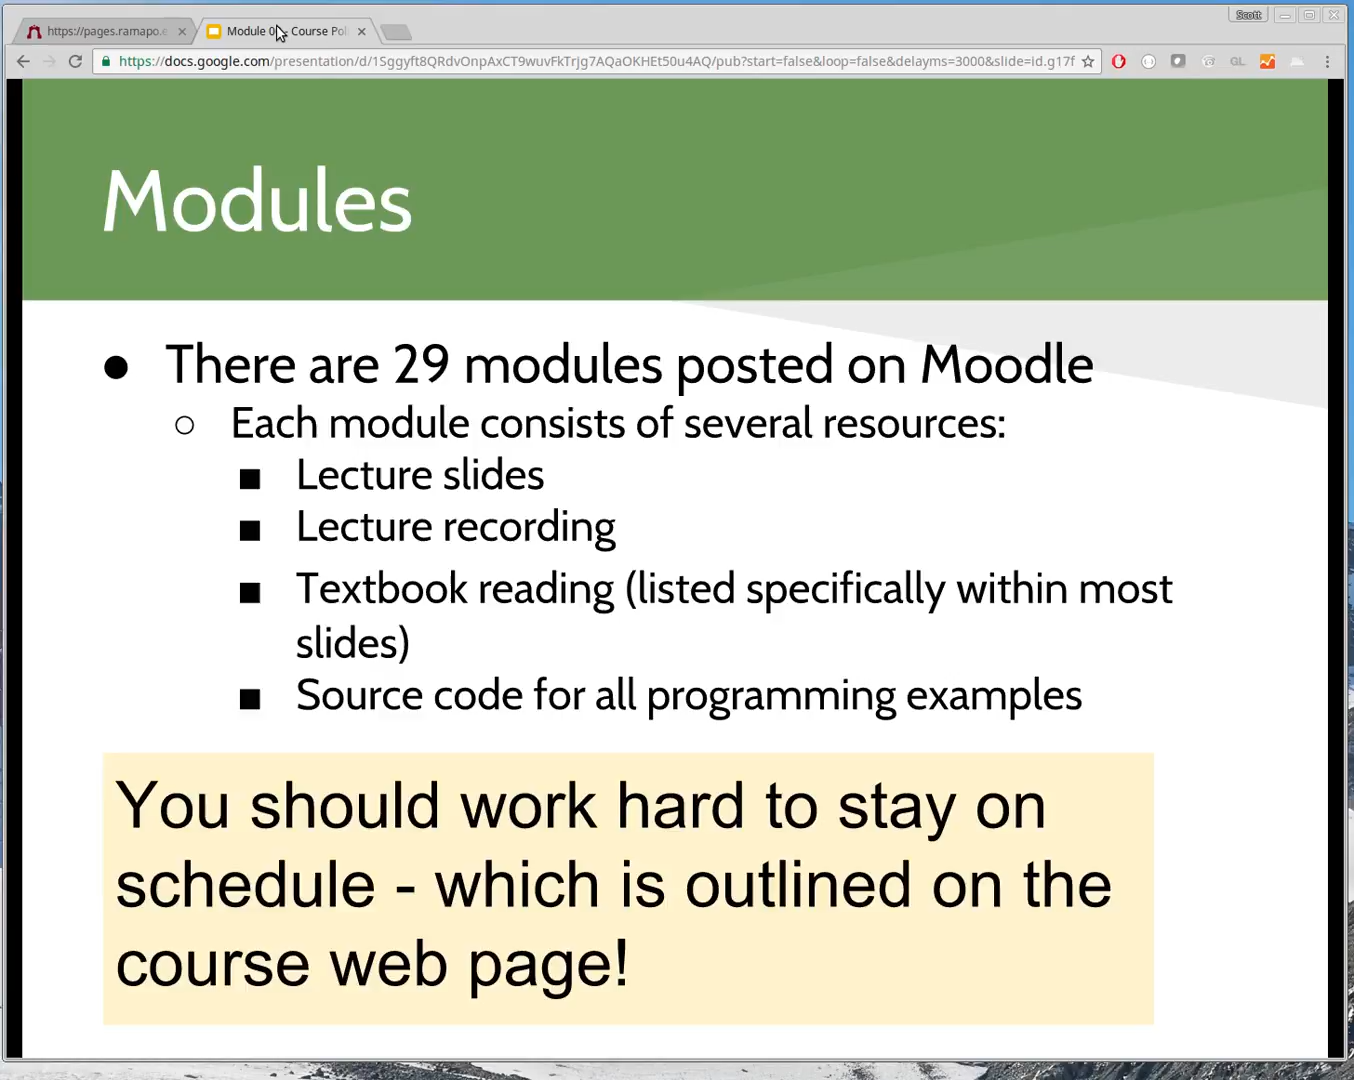 Scott
https://pages.ramapo.e
Module 0 - Course Pol
https://docs.google.com/presentation/d/1Sggyft8QRdvOnpAxCT9wuvFkTrjg7AQaOKHEt50u4AQ/pub?start=false&loop=false&delayms=3000&slide=id.g17f
GL
Modules
● There are 29 modules posted on Moodle
○ Each module consists of several resources:
■ Lecture slides
■ Lecture recording
■ Textbook reading (listed specifically within most
slides)
■ Source code for all programming examples
You should work hard to stay on
schedule - which is outlined on the
course web page!